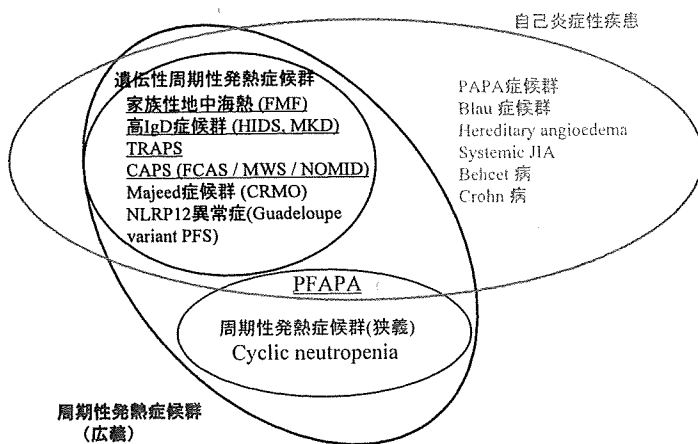 自己炎症性疾患
遺伝性周期性発熱症候群
家族性地中海熱 (FMF)
高IgD症候群 (HIDS, MKD)
TRAPS
CAPS (FCAS / MWS / NOMID)
Majeed症候群 (CRMO)
NLRP12異常症(Guadeloupe
variant PFS)
PAPA症候群
Blau 症候群
Hereditary angioedema
Systemic JIA
Behcet 病
Crohn 病
PFAPA
周期性発熱症候群(狭義)
Cyclic neutropenia
周期性発熱症候群
(広義)